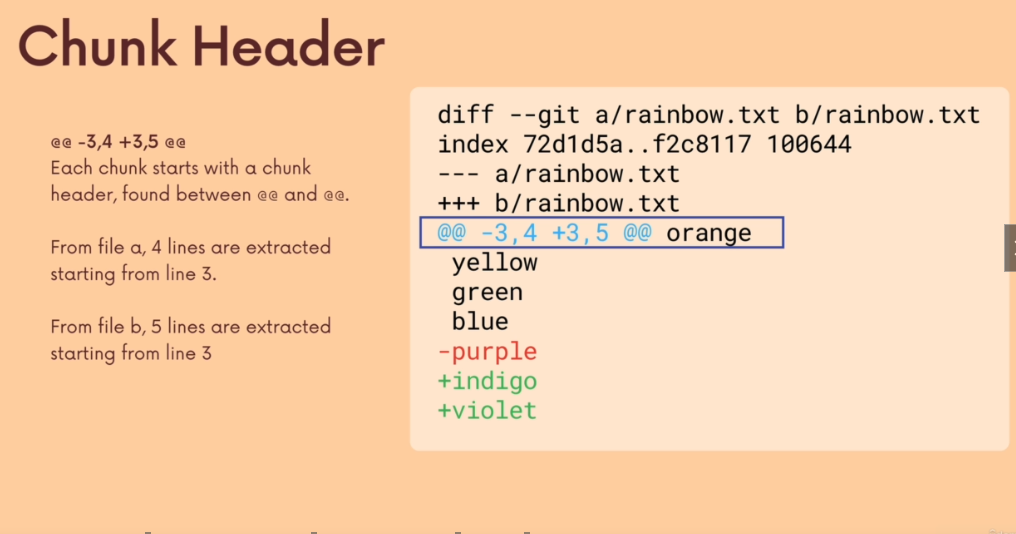 Chunk Header
@@ -3,4 +3,5 @@
Each chunk starts with a chunk
header, found between @@ and @@.
From file a, 4 lines are extracted
starting from line 3.
From file b, 5 lines are extracted
starting from line 3
diff --git a/rainbow.txt b/rainbow.txt
index 72d1d5a..f2c8117 100644
--- a/rainbow.txt
+++ b/rainbow.txt
@@ -3,4 +3,5 @@ orange
 yellow
 green
 blue
-purple
+indigo
+violet